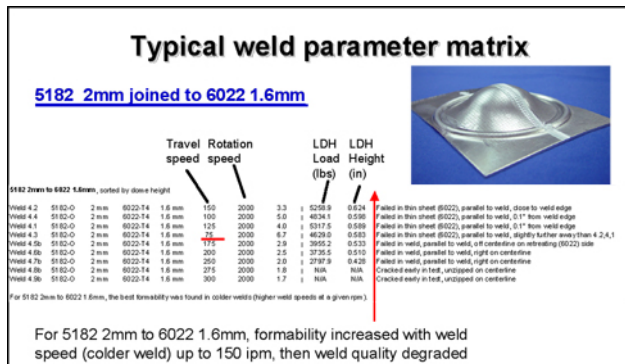 Typical weld parameter matrix
5182 2mm joined to 6022 1.6mm
Travel speed Rotation speed LDH Load (lbs) LDH Height (in)
5182 2mm to 6022 1.6mm, sorted by dome height
Weld 4.2 5182-O 2 mm 6022-T4 1.6 mm 150 2000 3.3 5258.9 0.624 Failed in thin sheet (6022), parallel to weld, close to weld edge
Weld 4.4 5182-O 2 mm 6022-T4 1.6 mm 100 2000 5.0 4834.1 0.598 Failed in thin sheet (6022), parallel to weld, 0.1" from weld edge
Weld 4.1 5182-O 2 mm 6022-T4 1.6 mm 125 2000 4.0 5317.5 0.589 Failed in thin sheet (6022), parallel to weld, 0.1" from weld edge
Weld 4.3 5182-O 2 mm 6022-T4 1.6 mm 75 2000 6.7 4629.0 0.583 Failed in thin sheet (6022), parallel to weld, slightly further away than 4.2,4,1
Weld 4.5b 5182-O 2 mm 6022-T4 1.6 mm 175 2000 2.9 3955.2 0.533 Failed in weld, parallel to weld, off centerline on retreating (6022) side
Weld 4.6b 5182-O 2 mm 6022-T4 1.6 mm 200 2000 2.5 3735.5 0.510 Failed in weld, parallel to weld, right on centerline
Weld 4.7b 5182-O 2 mm 6022-T4 1.6 mm 250 2000 2.0 2797.9 0.428 Failed in weld, parallel to weld, right on centerline
Weld 4.8b 5182-O 2 mm 6022-T4 1.6 mm 275 2000 1.8 N/A N/A Cracked early in test, unzipped on centerline
Weld 4.9b 5182-O 2 mm 6022-T4 1.6 mm 300 2000 1.7 N/A N/A Cracked early in test, unzipped on centerline
For 5182 2mm to 6022 1.6mm, the best formability was found in colder welds (higher weld speeds at a given rpm).
For 5182 2mm to 6022 1.6mm, formability increased with weld
speed (colder weld) up to 150 ipm, then weld quality degraded